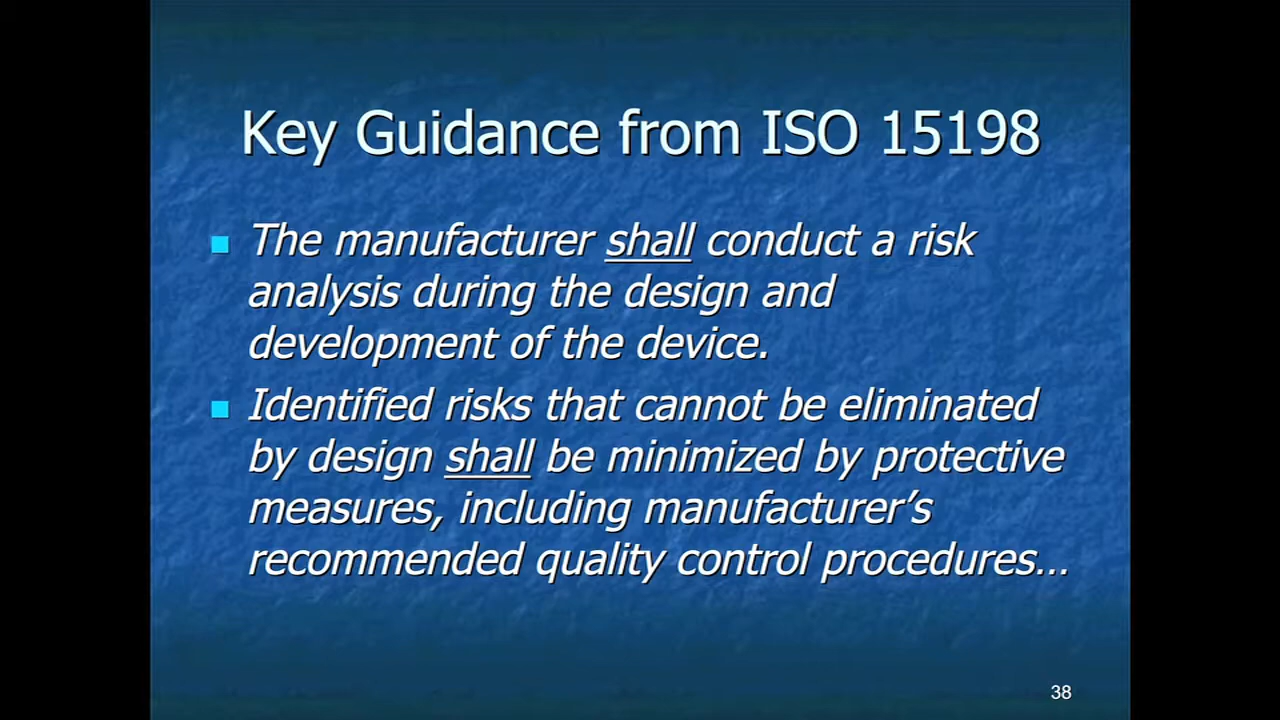 Key Guidance from ISO 15198
The manufacturer shall conduct a risk
analysis during the design and
development of the device.
Identified risks that cannot be eliminated
by design shall be minimized by protective
measures, including manufacturer’s
recommended quality control procedures…
38